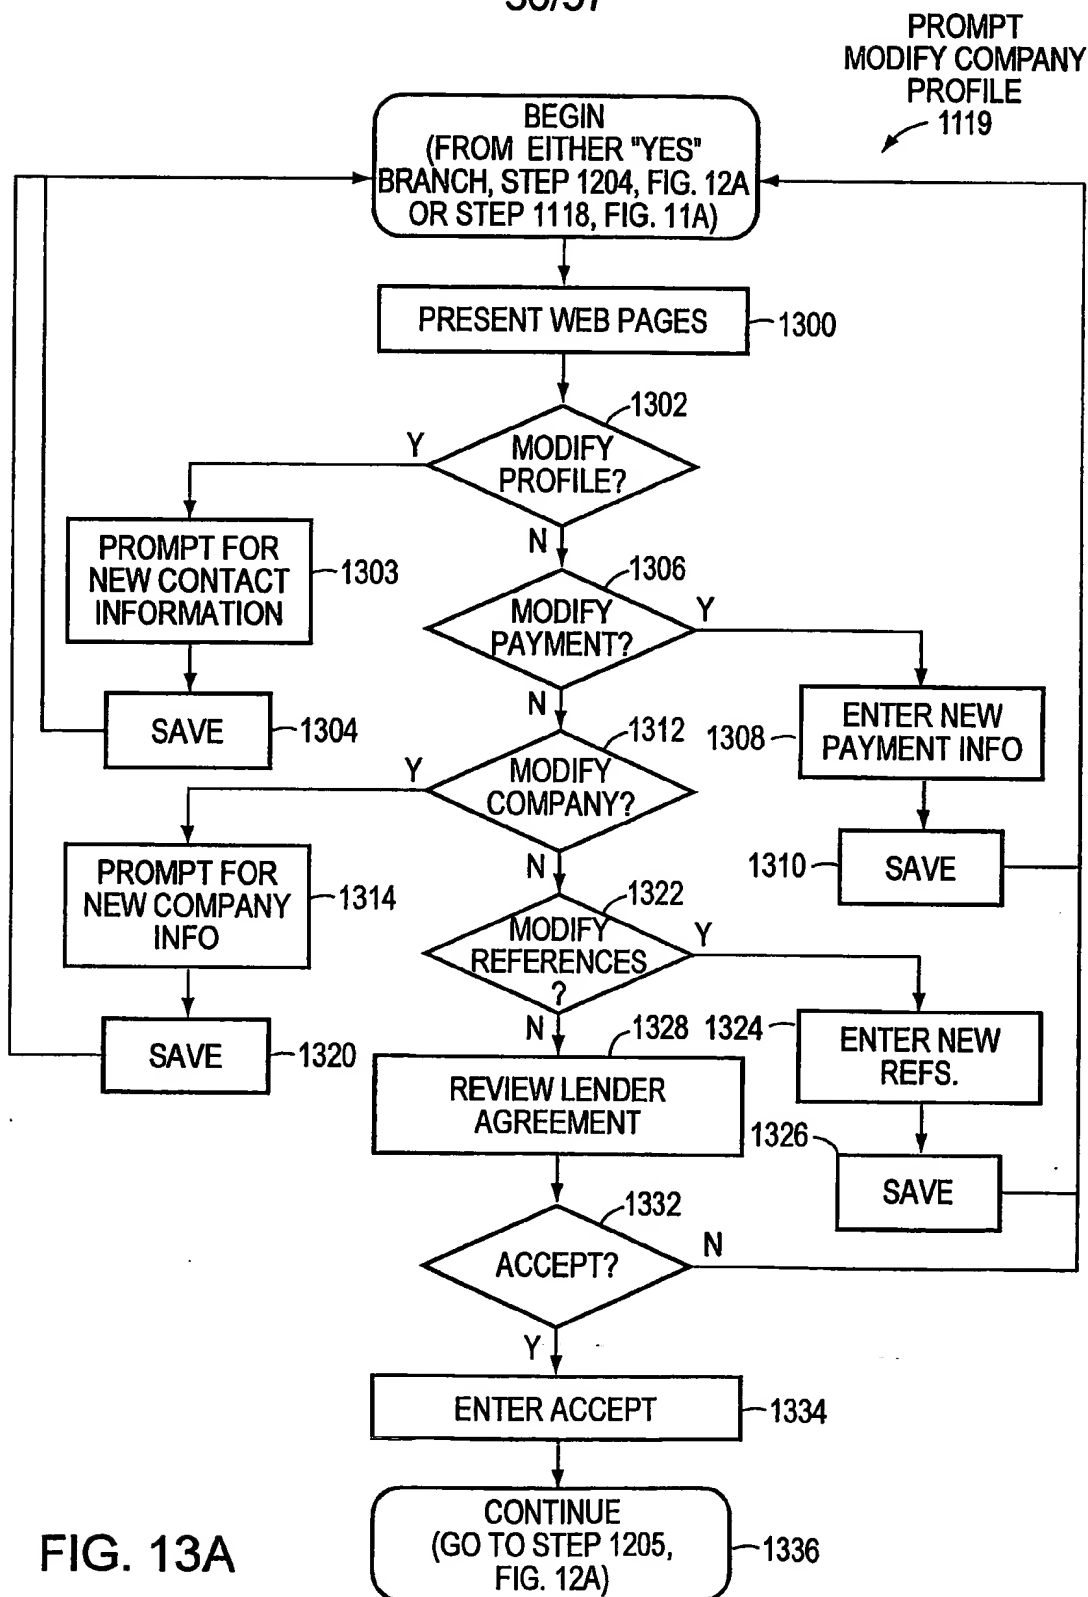 PROMPT
MODIFY COMPANY
PROFILE
1119
BEGIN
(FROM EITHER "YES"
BRANCH, STEP 1204, FIG. 12A
OR STEP 1118, FIG. 11A)
PRESENT WEB PAGES
1300
1302
Y
MODIFY
PROFILE?
N
PROMPT FOR
NEW CONTACT
INFORMATION
1303
1306
MODIFY
PAYMENT?
Y
N
SAVE
1304
1308
ENTER NEW
PAYMENT INFO
1312
Y
MODIFY
COMPANY?
N
1310
SAVE
PROMPT FOR
NEW COMPANY
INFO
1314
1322
MODIFY
REFERENCES
?
Y
N
SAVE
1320
1328
1324
ENTER NEW
REFS.
REVIEW LENDER
AGREEMENT
1326
SAVE
1332
ACCEPT?
N
Y
ENTER ACCEPT
1334
CONTINUE
(GO TO STEP 1205,
FIG. 12A)
1336
FIG. 13A